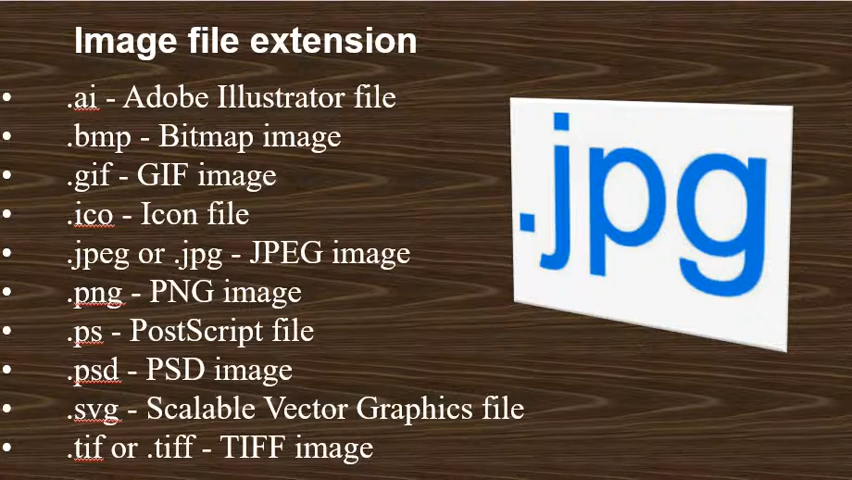 Image file extension
• .ai - Adobe Illustrator file
• .bmp - Bitmap image
• .gif - GIF image
• .ico - Icon file
• .jpeg or .jpg - JPEG image
• .png - PNG image
• .ps - PostScript file
• .psd - PSD image
• .svg - Scalable Vector Graphics file
• .tif or .tiff - TIFF image
.jpg